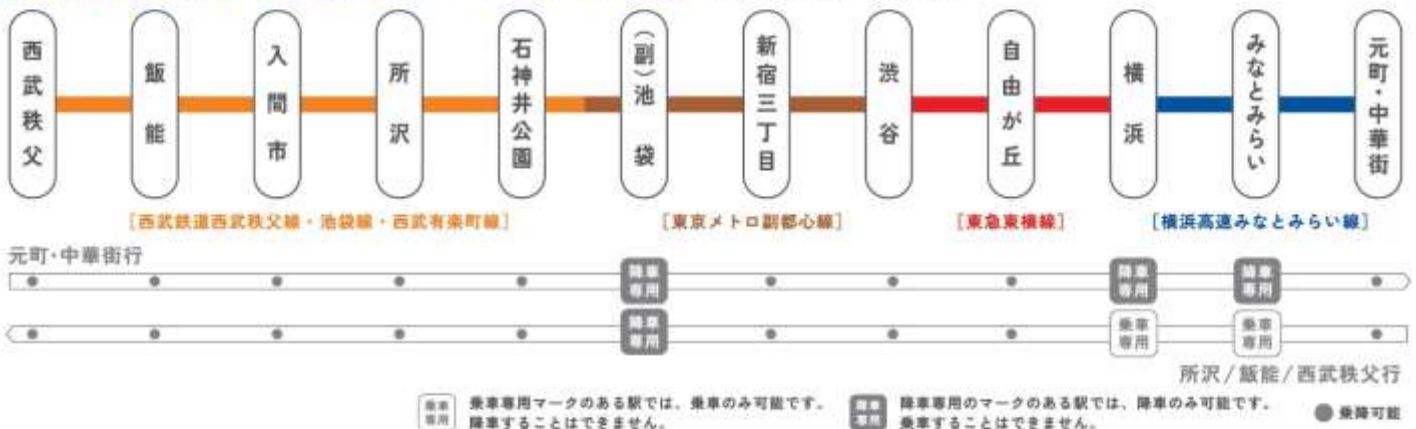 西武秩父
飯能
入間市
所沢
石神井公園
(副)池袋
新宿三丁目
渋谷
自由が丘
横浜
みなとみらい
元町・中華街
[西武鉄道西武秩父線・池袋線・西武有楽町線]
[東京メトロ副都心線]
[東急東横線]
[横浜高速みなとみらい線]
元町・中華街行
降車
専用
降車
専用
降車
専用
降車
専用
乗車
専用
乗車
専用
所沢/飯能/西武秩父行
乗車
専用
乗車専用マークのある駅では、乗車のみ可能です。
降車することはできません。
降車
専用
降車専用のマークのある駅では、降車のみ可能です。
乗車することはできません。
乗降可能